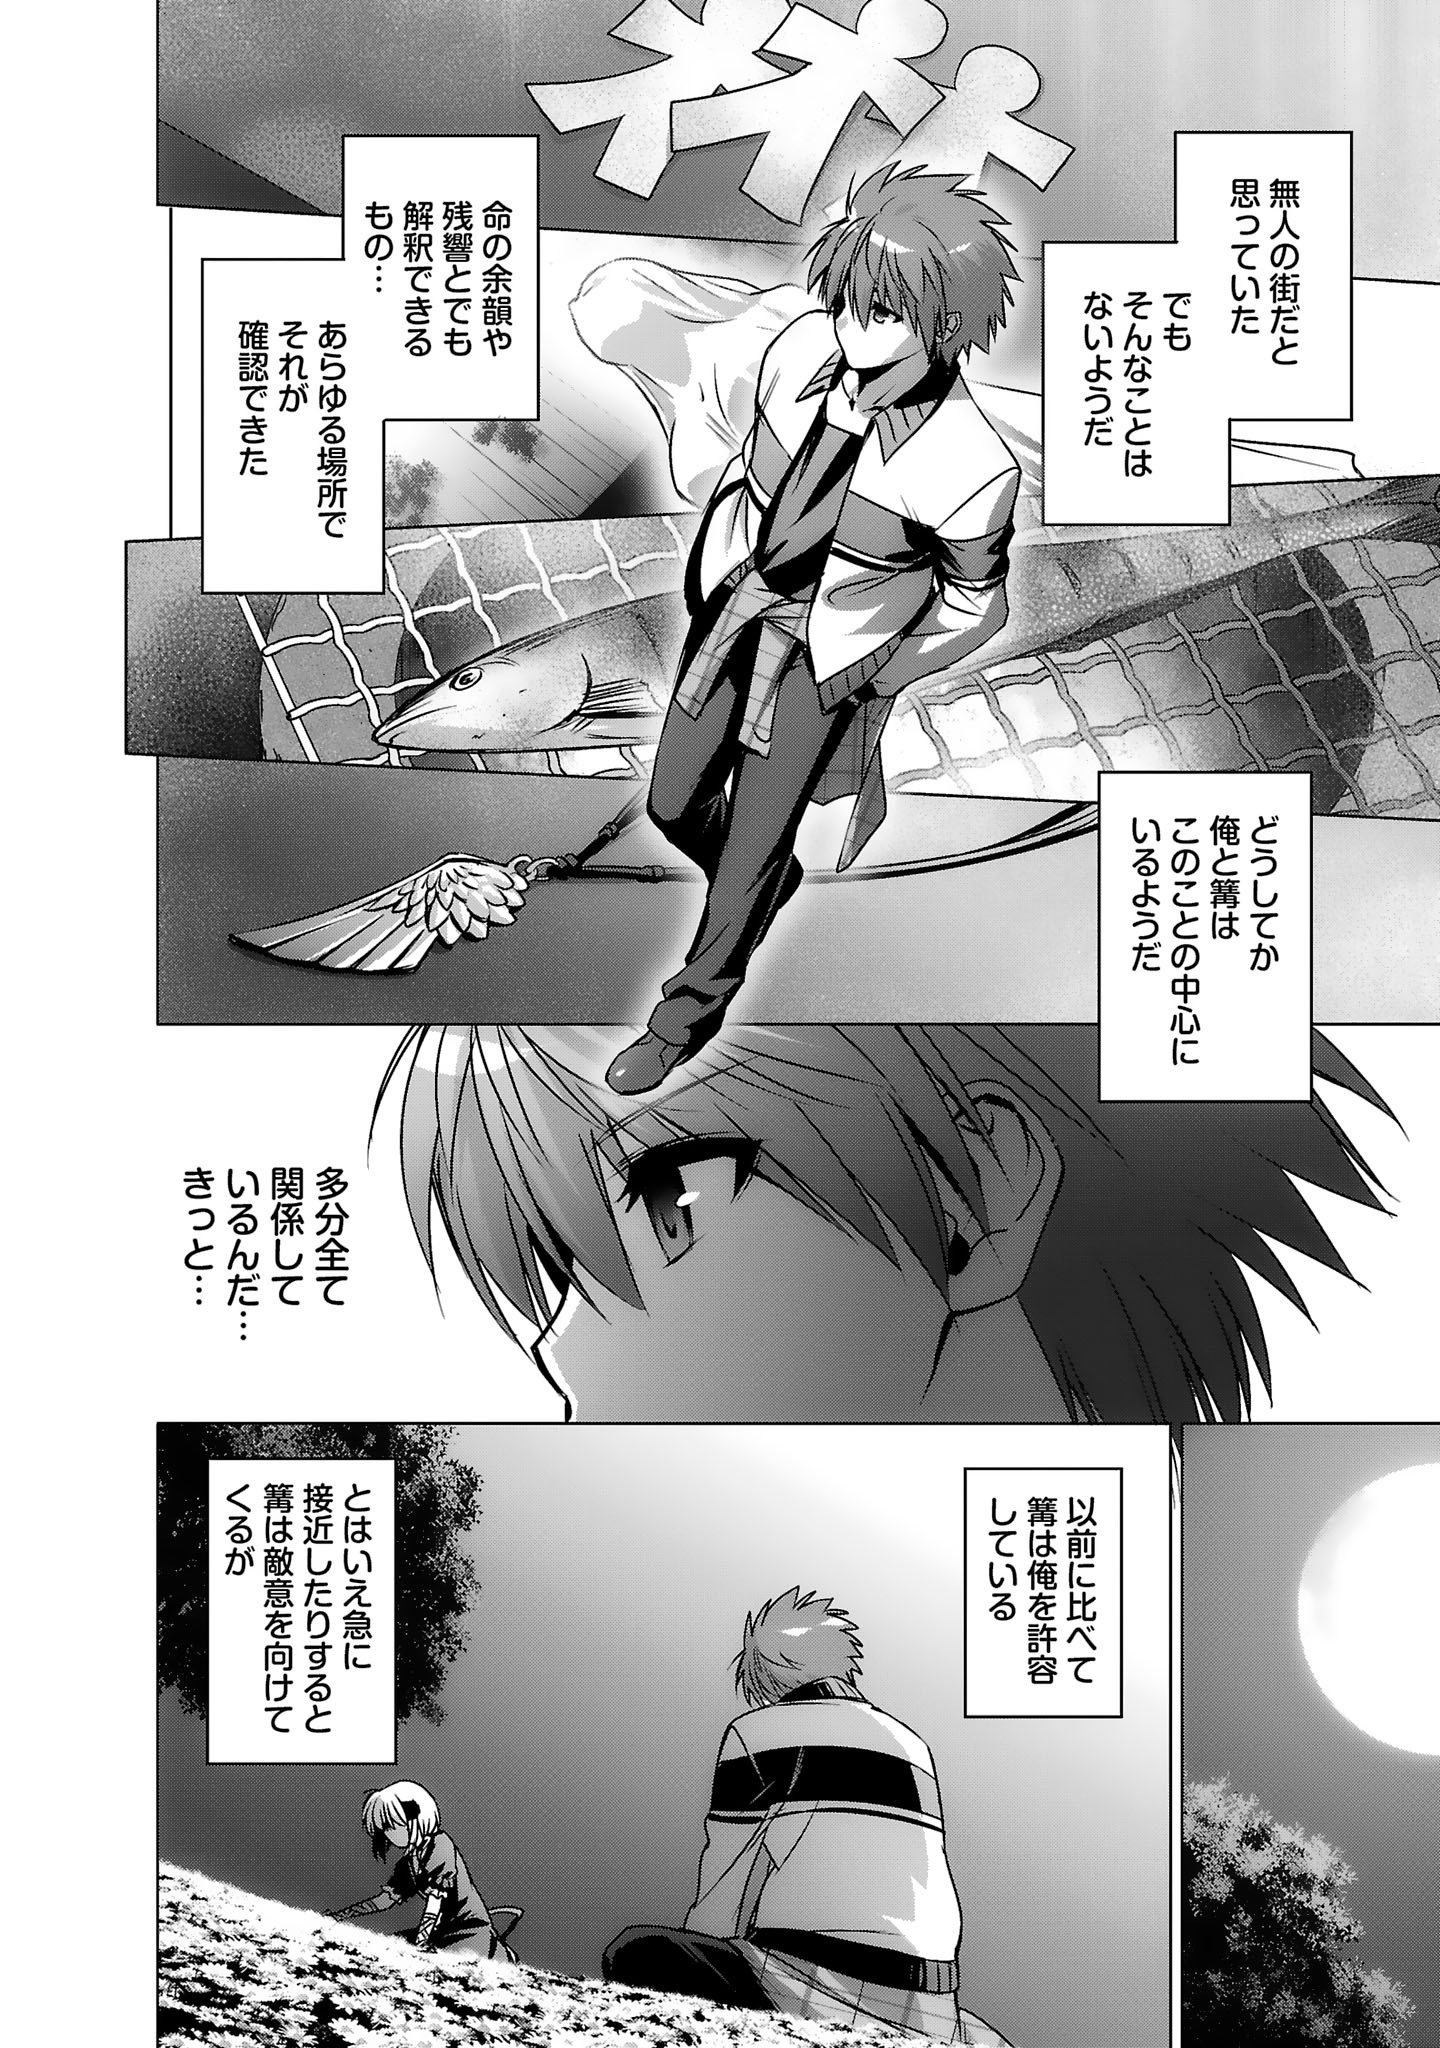 無人の街だと
思っていた
でも
そんなことは
ないようだ
命の余韻や
残響とでも
解釈できる
もの…
あらゆる場所で
それが
確認できた
どうしてか
俺と篝は
このことの中心に
いるようだ
多分全て
関係して
いるんだ…
きっと…
以前に比べて
篝は俺を許容
している
とはいえ急に
接近したりすると
篝は敵意を向けて
くるが